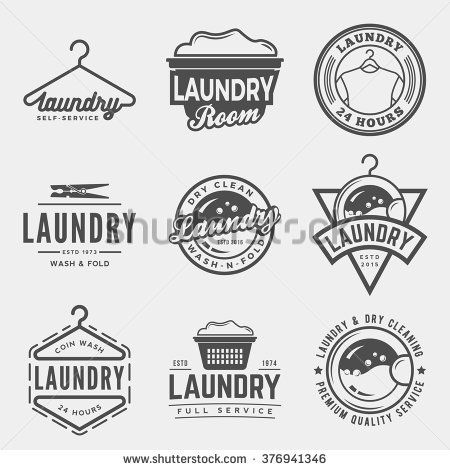 laundry
SELF-SERVICE
LAUNDRY
Room
LAUNDRY
24 HOURS
LAUNDRY
ESTD 1973
WASH & FOLD
DRY CLEAN
Laundry
ESTD 2015
WASH-N-FOLD
LAUNDRY
ESTD
2015
COIN WASH
LAUNDRY
24 HOURS
ESTD 1974
LAUNDRY
FULL SERVICE
LAUNDRY & DRY CLEANING
PREMIUM QUALITY SERVICE
shutterstock
www.shutterstock.com · 376941346